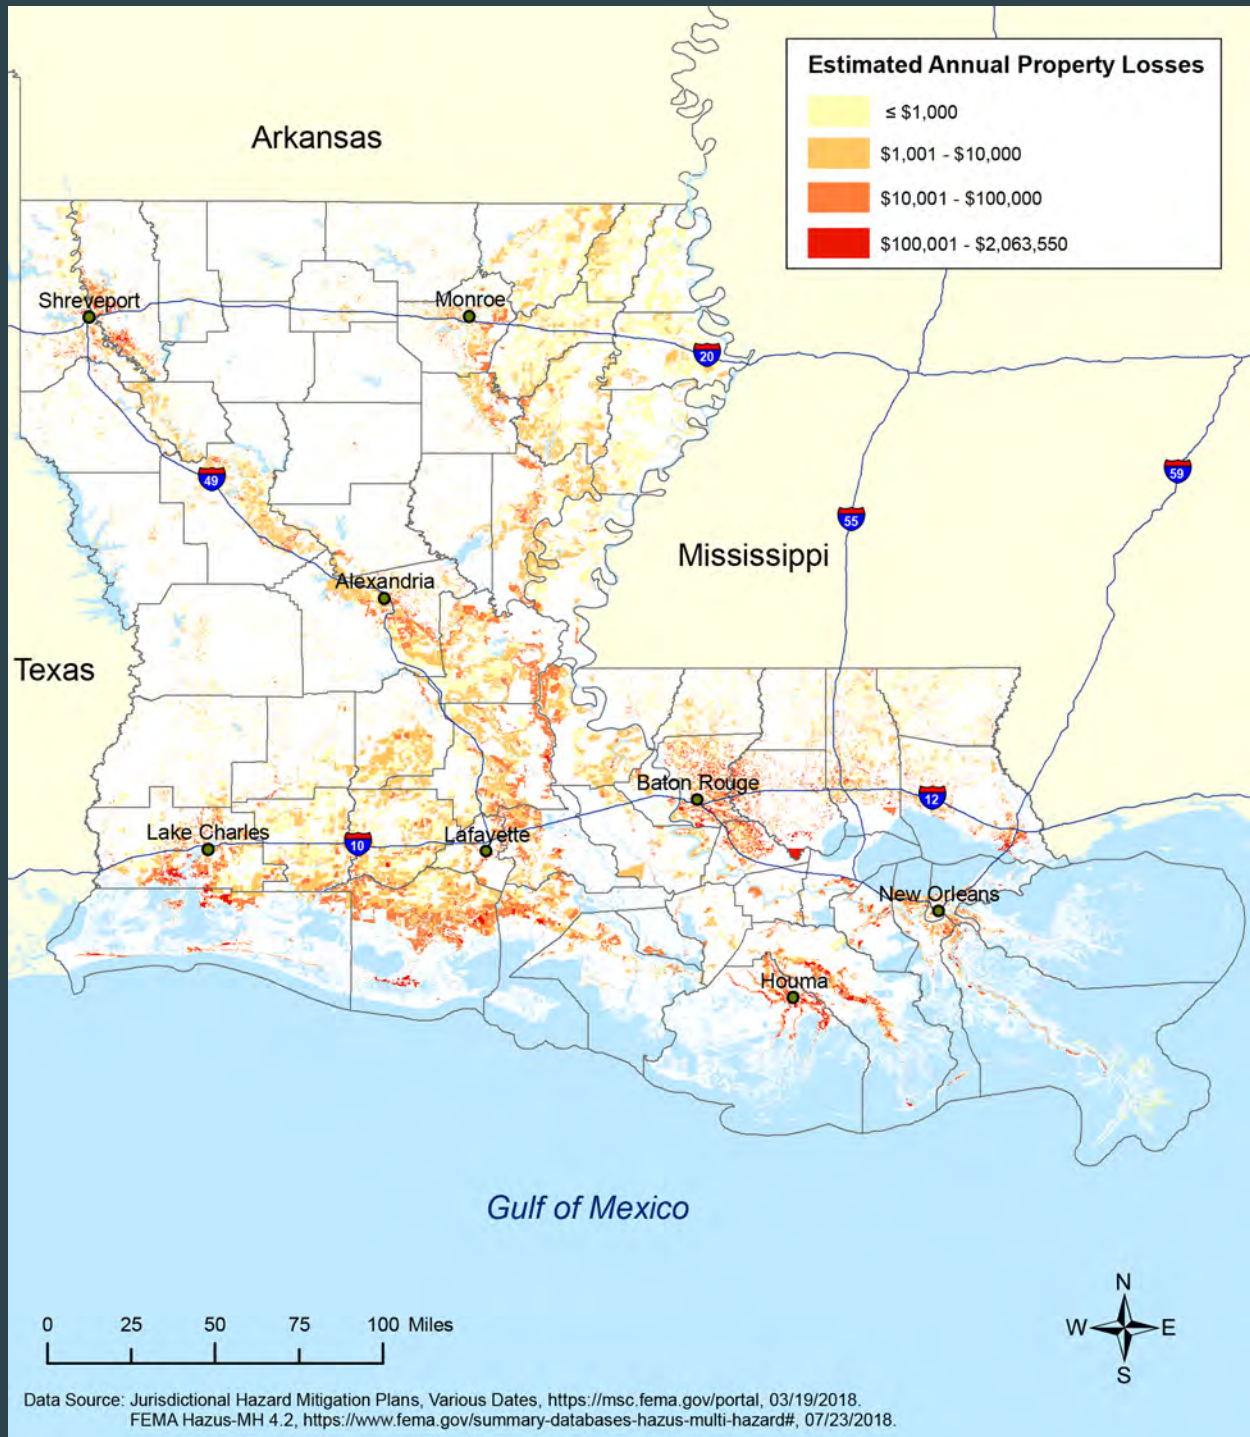 Estimated Annual Property Losses
≤ $1,000
$1,001 - $10,000
$10,001 - $100,000
$100,001 - $2,063,550
Arkansas
Shreveport
Monroe
20
49
59
55
Mississippi
Alexandria
Texas
Baton Rouge
12
Lake Charles
10
Lafayette
New Orleans
Houma
Gulf of Mexico
N
W E
S
0 25 50 75 100 Miles
Data Source: Jurisdictional Hazard Mitigation Plans, Various Dates, https://msc.fema.gov/portal, 03/19/2018.
FEMA Hazus-MH 4.2, https://www.fema.gov/summary-databases-hazus-multi-hazard#, 07/23/2018.